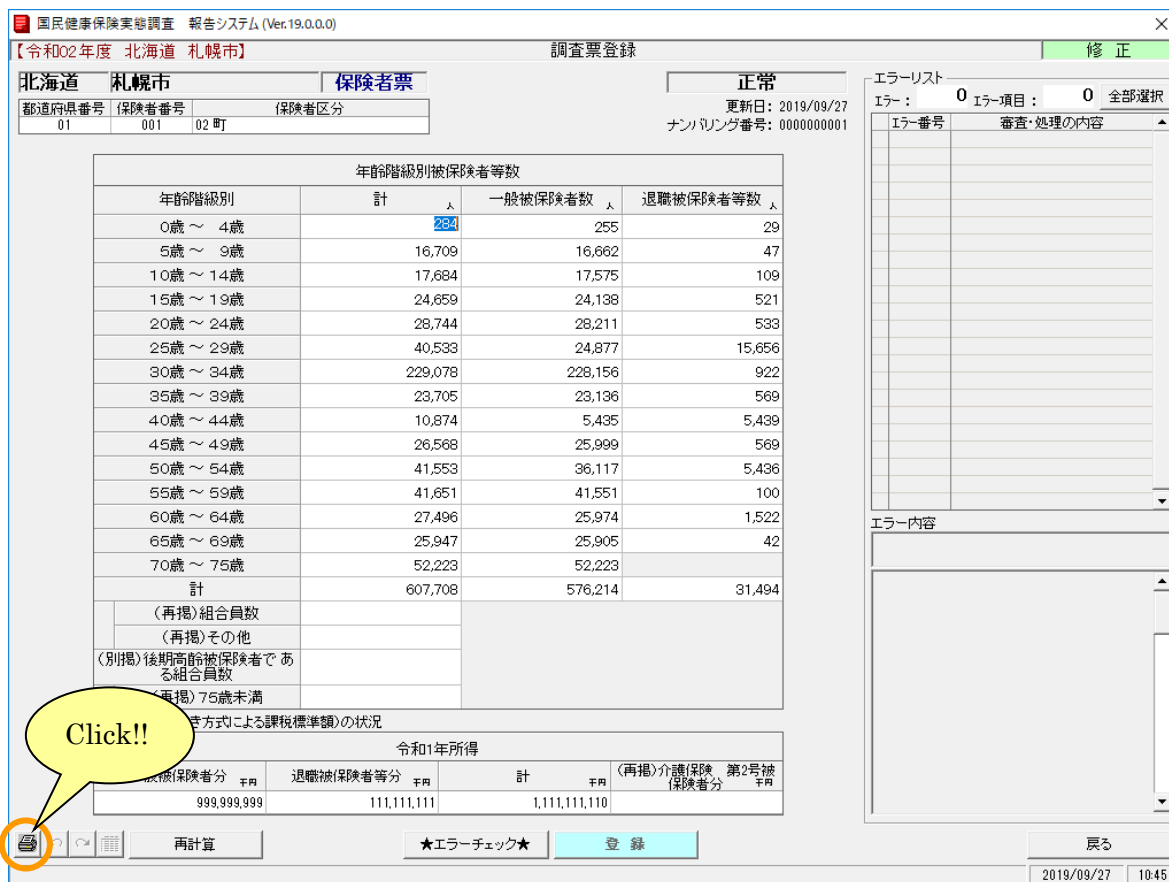 国民健康保険実態調査　報告システム (Ver.19.0.0.0)
【令和02年度　北海道　札幌市】 調査票登録 修 正
北海道 札幌市 保険者票 正常
都道府県番号 保険者番号 保険者区分
01 001 02 町
更新日: 2019/09/27
ナンバリング番号: 0000000001
年齢階級別被保険者等数
年齢階級別 計 人 一般被保険者数 人 退職被保険者等数 人
0歳 ～ 4歳 284 255 29
5歳 ～ 9歳 16,709 16,662 47
10歳 ～ 14歳 17,684 17,575 109
15歳 ～ 19歳 24,659 24,138 521
20歳 ～ 24歳 28,744 28,211 533
25歳 ～ 29歳 40,533 24,877 15,656
30歳 ～ 34歳 229,078 228,156 922
35歳 ～ 39歳 23,705 23,136 569
40歳 ～ 44歳 10,874 5,435 5,439
45歳 ～ 49歳 26,568 25,999 569
50歳 ～ 54歳 41,553 36,117 5,436
55歳 ～ 59歳 41,651 41,551 100
60歳 ～ 64歳 27,496 25,974 1,522
65歳 ～ 69歳 25,947 25,905 42
70歳 ～ 75歳 52,223 52,223
計 607,708 576,214 31,494
(再掲)組合員数
(再掲)その他
(別掲)後期高齢被保険者であ
る組合員数
(再掲)75歳未満
き方式による課税標準額)の状況
令和1年所得
般被保険者分 千円 退職被保険者等分 千円 計 千円 (再掲)介護保険　第2号被
保険者分 千円
999,999,999 111,111,111 1,111,111,110
Click!!
再計算 ★エラーチェック★ 登 録 戻る
エラーリスト
エラー： 0 エラー項目： 0 全部選択
エラー番号 審査・処理の内容
エラー内容
2019/09/27 10:45